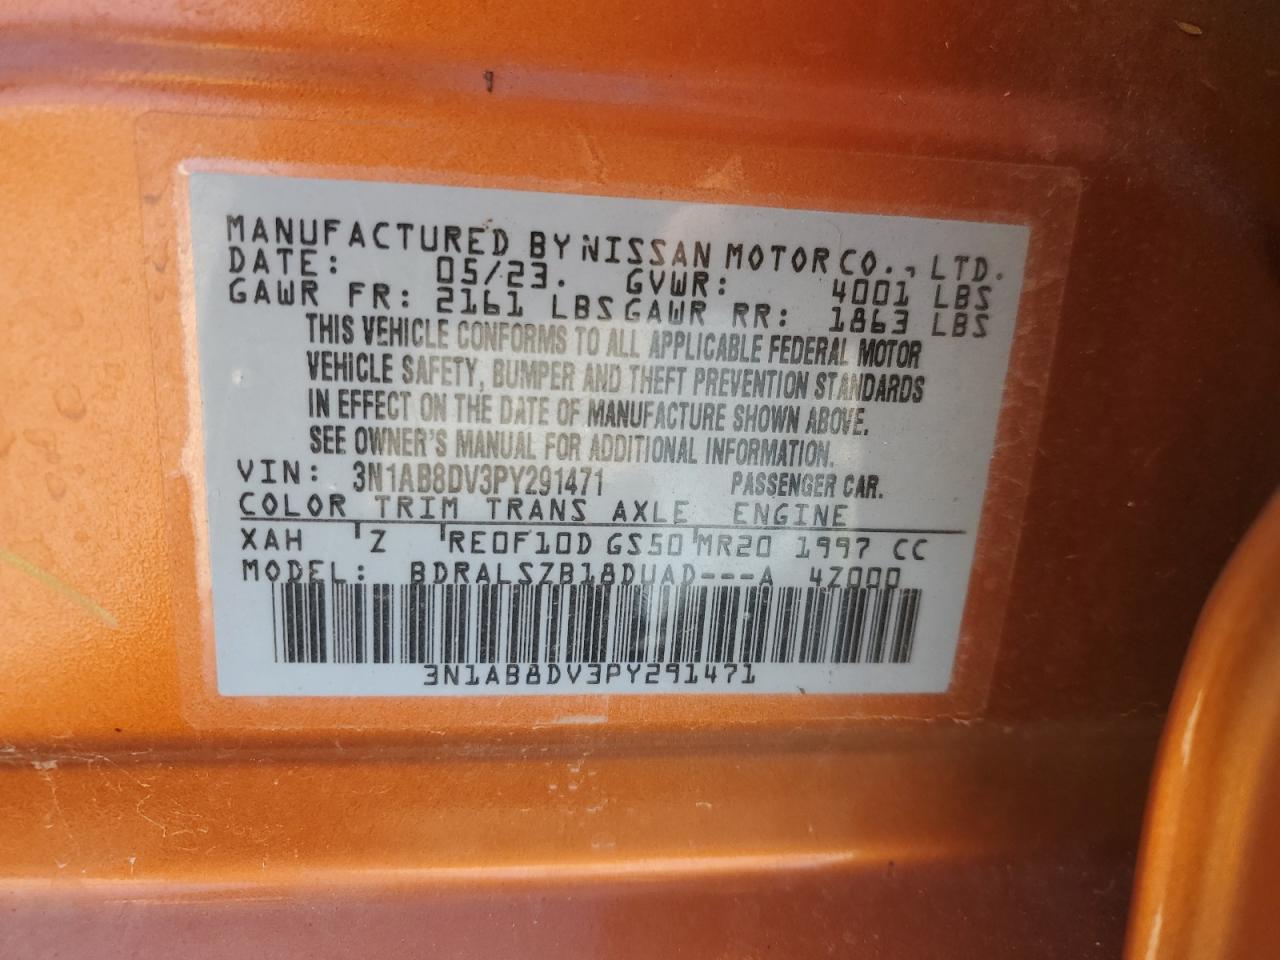 MANUFACTURED BY NISSAN MOTOR CO., LTD.
DATE: 05/23. GVWR: 4001 LBS
GAWR FR: 2161 LBS GAWR RR: 1863 LBS
THIS VEHICLE CONFORMS TO ALL APPLICABLE FEDERAL MOTOR
VEHICLE SAFETY, BUMPER AND THEFT PREVENTION STANDARDS
IN EFFECT ON THE DATE OF MANUFACTURE SHOWN ABOVE.
SEE OWNER'S MANUAL FOR ADDITIONAL INFORMATION.
VIN: 3N1AB8DV3PY291471 PASSENGER CAR.
COLOR TRIM TRANS AXLE ENGINE
XAH Z RE0F10D GS50 MR20 1997 CC
MODEL: BDRALSZB18DUAD---A 4Z000
3N1AB8DV3PY291471